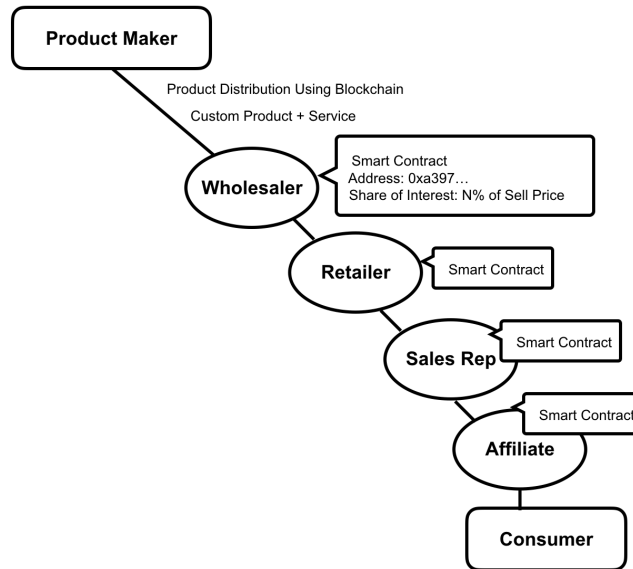 Product Maker
Product Distribution Using Blockchain
Custom Product + Service
Smart Contract
Address: 0xa397...
Share of Interest: N% of Sell Price
Wholesaler
Retailer
Smart Contract
Smart Contract
Sales Rep
Smart Contract
Affiliate
Consumer